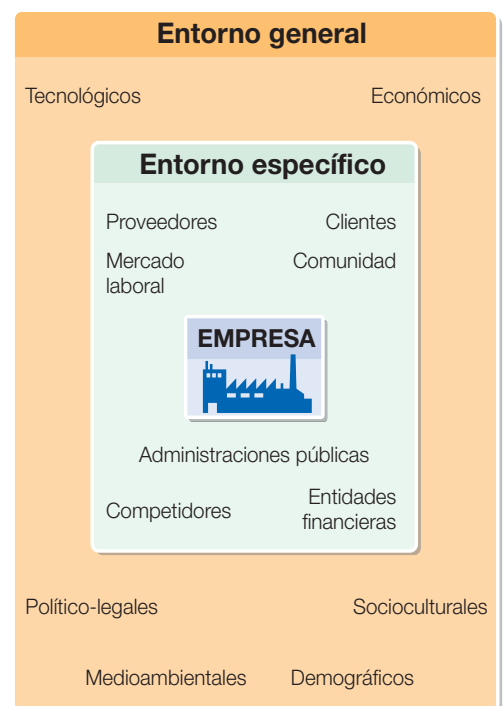 Entorno general
Tecnológicos
Económicos
Entorno específico
Proveedores
Clientes
Mercado
laboral
Comunidad
EMPRESA
Administraciones públicas
Competidores
Entidades
financieras
Político-legales
Socioculturales
Medioambientales
Demográficos